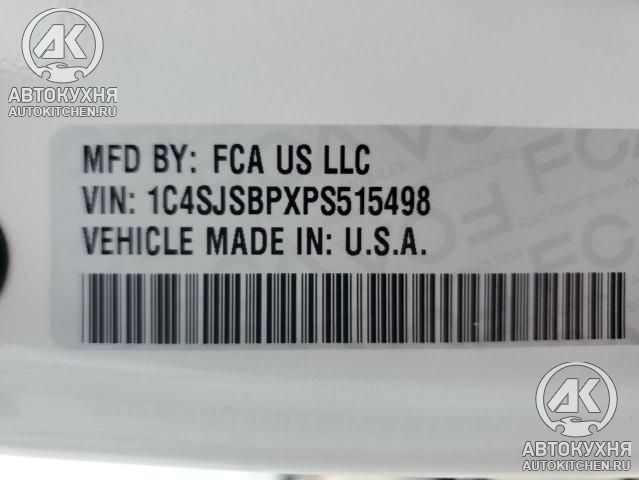 АК
АВТОКУХНЯ
AUTOKITCHEN.RU
MFD BY: FCA US LLC
VIN: 1C4SJSBPXPS515498
VEHICLE MADE IN: U.S.A.
АК
АВТОКУХНЯ
AUTOKITCHEN.RU